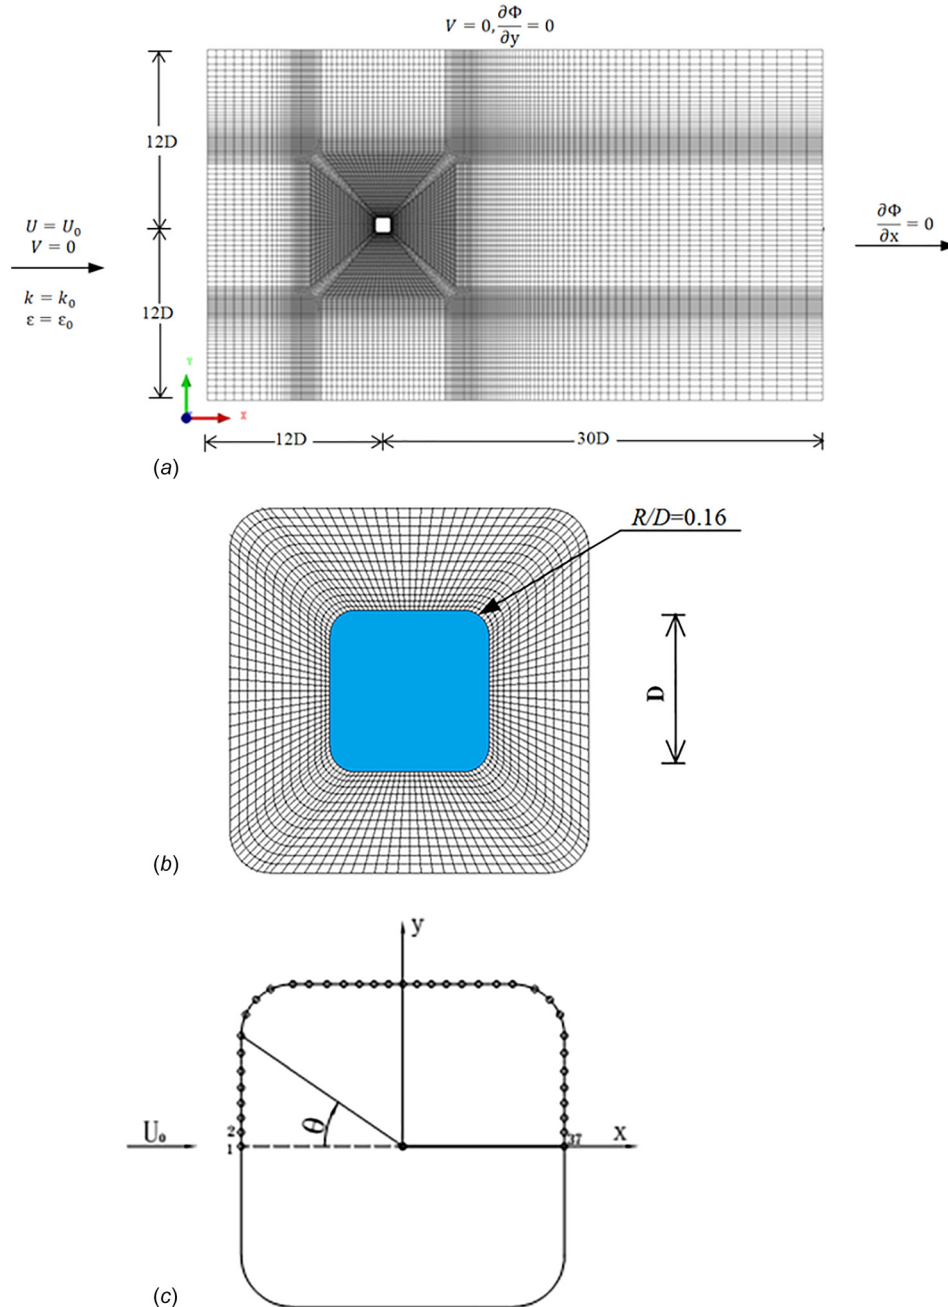 V = 0, ∂Φ/∂y = 0
12D
U = U₀
V = 0
∂Φ/∂x = 0
k = k₀
ε = ε₀
12D
Y
X
12D
30D
(a)
R/D=0.16
D
(b)
y
θ
U₀
2
1
37
x
(c)